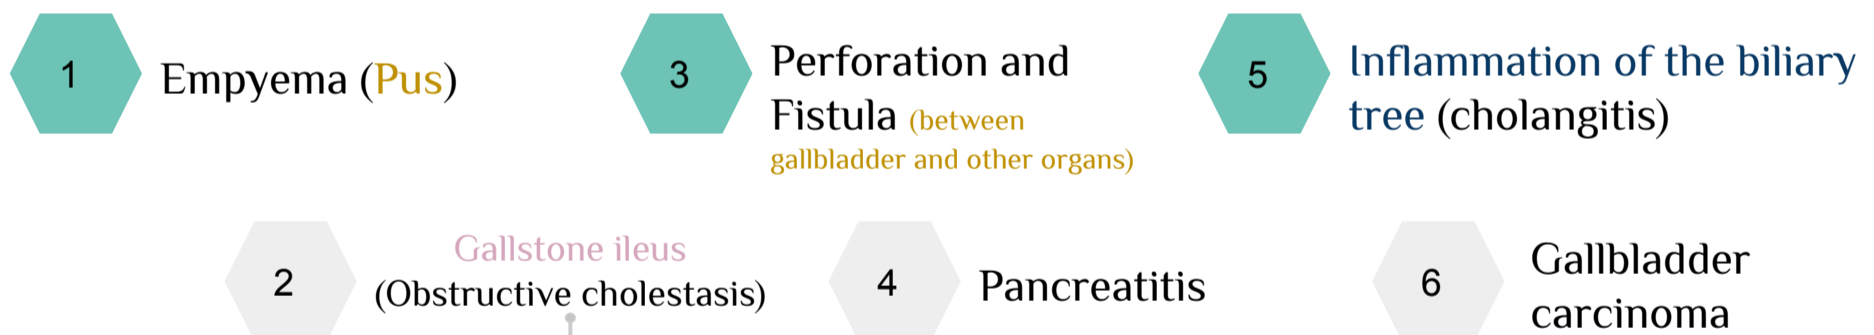 1
Empyema (Pus)
3
Perforation and
Fistula (between
gallbladder and other organs)
5
Inflammation of the biliary
tree (cholangitis)
2
Gallstone ileus
(Obstructive cholestasis)
4
Pancreatitis
6
Gallbladder
carcinoma